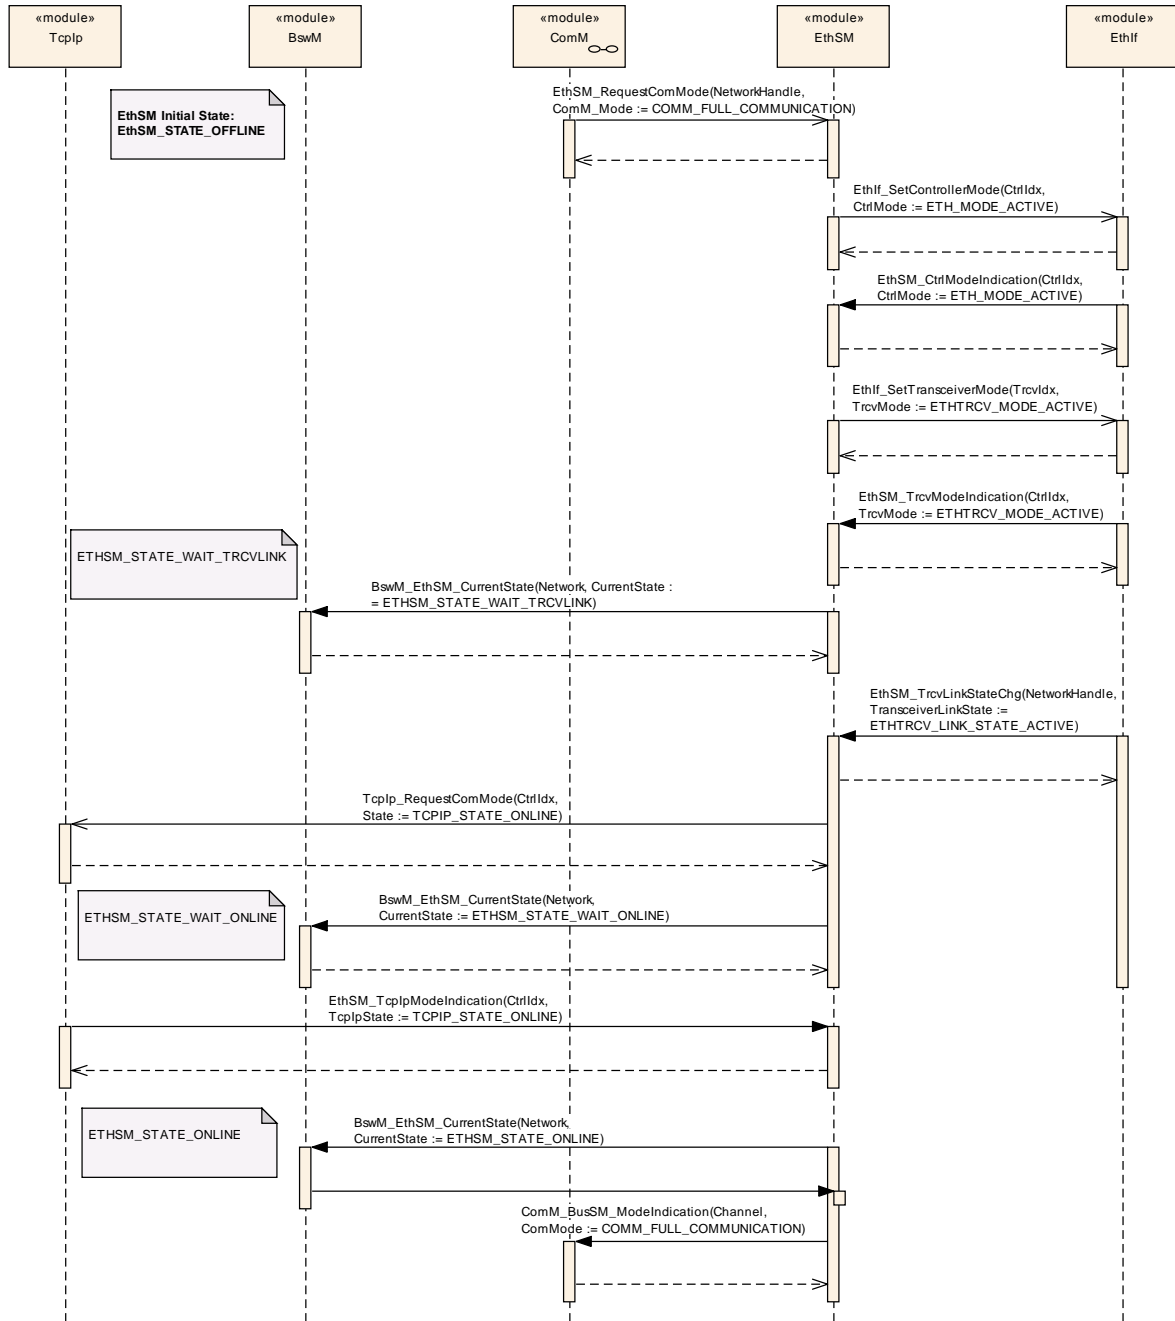 «module»
TcpIp
«module»
BswM
«module»
ComM
«module»
EthSM
«module»
EthIf
EthSM Initial State:
EthSM_STATE_OFFLINE
EthSM_RequestComMode(NetworkHandle,
ComM_Mode := COMM_FULL_COMMUNICATION)
EthIf_SetControllerMode(CtrlIdx,
CtrlMode := ETH_MODE_ACTIVE)
EthSM_CtrlModeIndication(CtrlIdx,
CtrlMode := ETH_MODE_ACTIVE)
EthIf_SetTransceiverMode(TrcvIdx,
TrcvMode := ETHTRCV_MODE_ACTIVE)
EthSM_TrcvModeIndication(CtrlIdx,
TrcvMode := ETHTRCV_MODE_ACTIVE)
ETHSM_STATE_WAIT_TRCVLINK
BswM_EthSM_CurrentState(Network, CurrentState :
= ETHSM_STATE_WAIT_TRCVLINK)
EthSM_TrcvLinkStateChg(NetworkHandle,
TransceiverLinkState :=
ETHTRCV_LINK_STATE_ACTIVE)
TcpIp_RequestComMode(CtrlIdx,
State := TCPIP_STATE_ONLINE)
ETHSM_STATE_WAIT_ONLINE
BswM_EthSM_CurrentState(Network,
CurrentState := ETHSM_STATE_WAIT_ONLINE)
EthSM_TcpIpModeIndication(CtrlIdx,
TcpIpState := TCPIP_STATE_ONLINE)
ETHSM_STATE_ONLINE
BswM_EthSM_CurrentState(Network,
CurrentState := ETHSM_STATE_ONLINE)
ComM_BusSM_ModeIndication(Channel,
ComMode := COMM_FULL_COMMUNICATION)